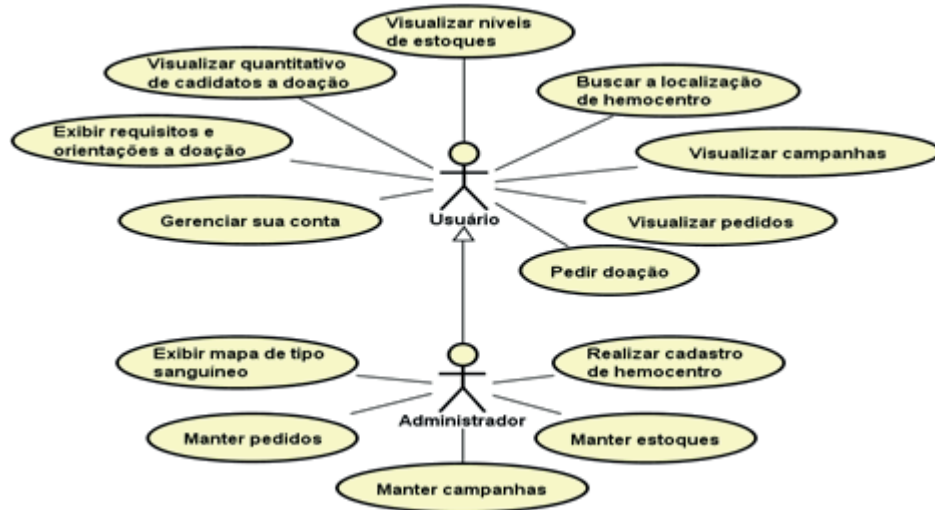 Visualizar níveis
de estoques
Visualizar quantitativo
de cadidatos a doação
Buscar a localização
de hemocentro
Exibir requisitos e
orientações a doação
Visualizar campanhas
Gerenciar sua conta
Usuário
Visualizar pedidos
Pedir doação
Exibir mapa de tipo
sanguíneo
Realizar cadastro
de hemocentro
Administrador
Manter pedidos
Manter estoques
Manter campanhas